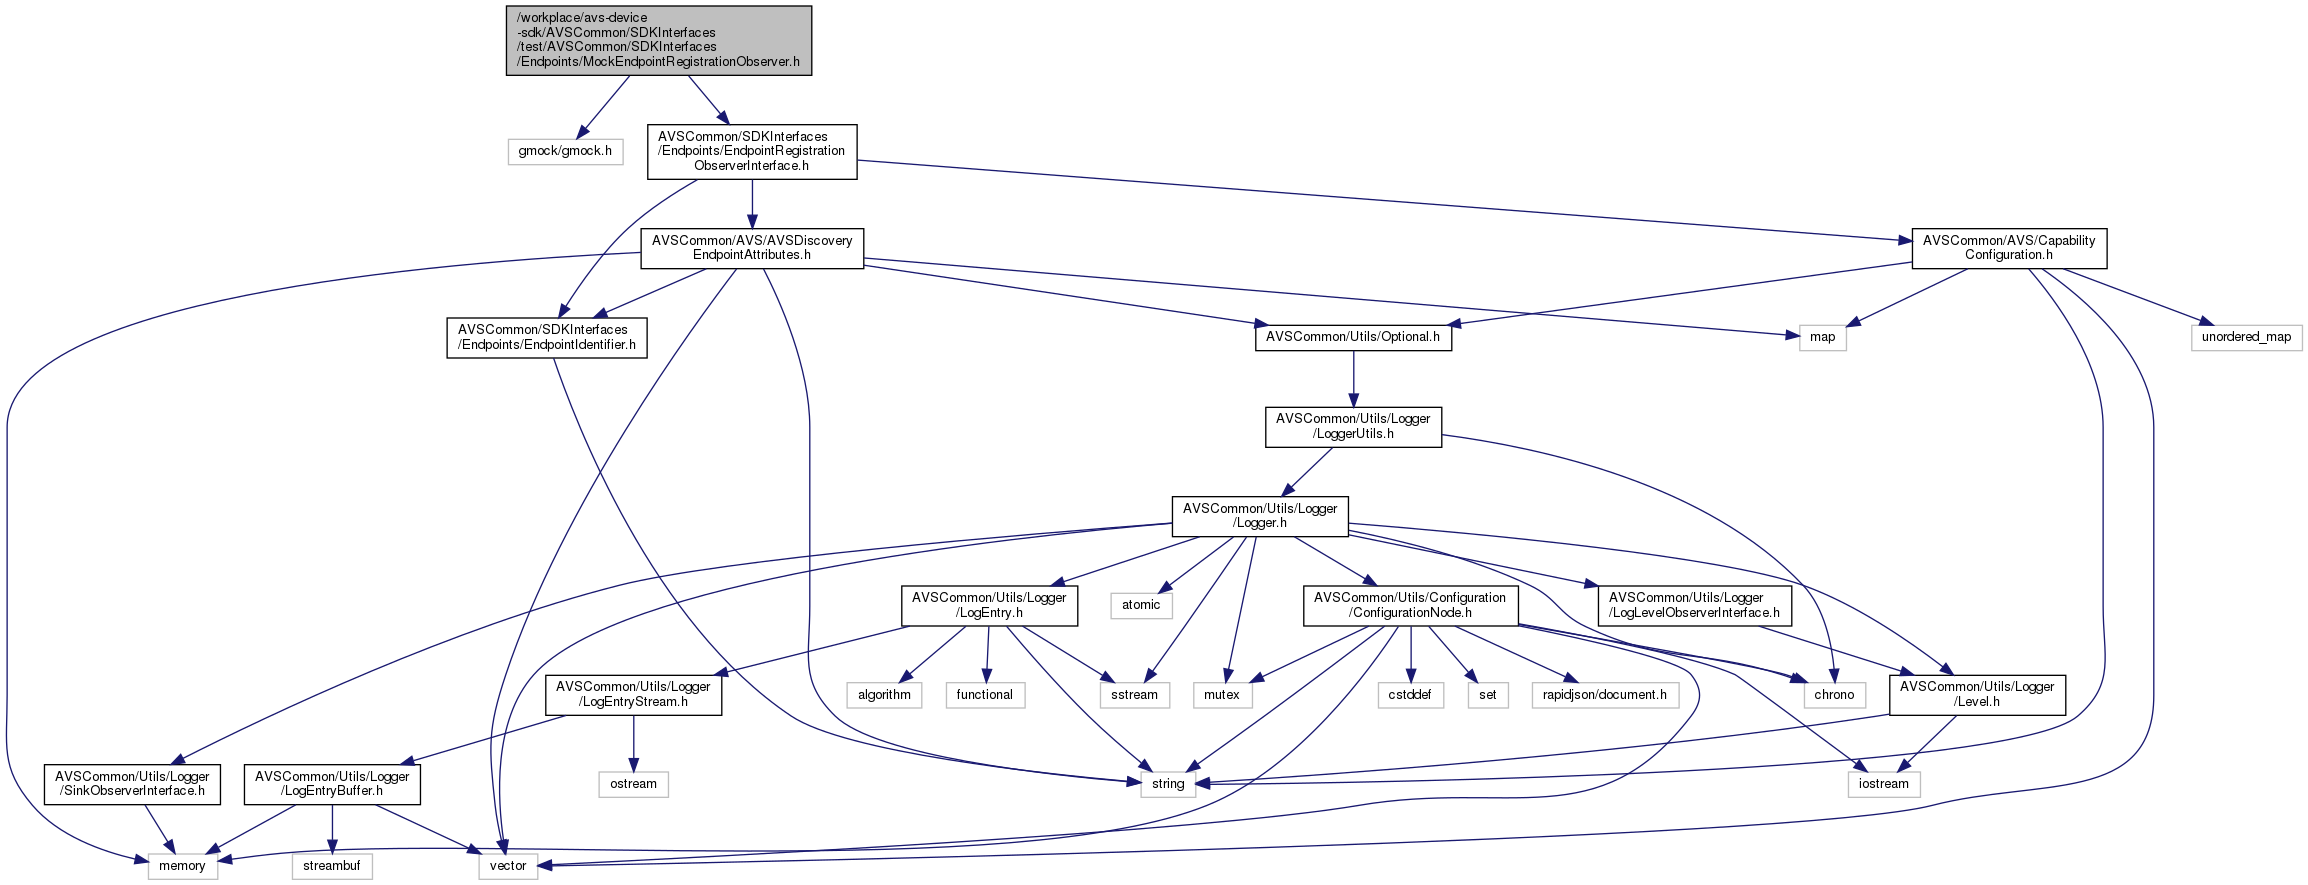 /workplace/avs-device
-sdk/AVSCommon/SDKInterfaces
/test/AVSCommon/SDKInterfaces
/Endpoints/MockEndpointRegistrationObserver.h
gmock/gmock.h
AVSCommon/SDKInterfaces
/Endpoints/EndpointRegistration
ObserverInterface.h
AVSCommon/AVS/AVSDiscovery
EndpointAttributes.h
AVSCommon/AVS/Capability
Configuration.h
AVSCommon/SDKInterfaces
/Endpoints/EndpointIdentifier.h
AVSCommon/Utils/Optional.h
map
unordered_map
AVSCommon/Utils/Logger
/LoggerUtils.h
AVSCommon/Utils/Logger
/Logger.h
AVSCommon/Utils/Logger
/LogEntry.h
atomic
AVSCommon/Utils/Configuration
/ConfigurationNode.h
AVSCommon/Utils/Logger
/LogLevelObserverInterface.h
AVSCommon/Utils/Logger
/LogEntryStream.h
algorithm
functional
sstream
mutex
cstddef
set
rapidjson/document.h
chrono
AVSCommon/Utils/Logger
/Level.h
AVSCommon/Utils/Logger
/SinkObserverInterface.h
AVSCommon/Utils/Logger
/LogEntryBuffer.h
ostream
string
iostream
memory
streambuf
vector